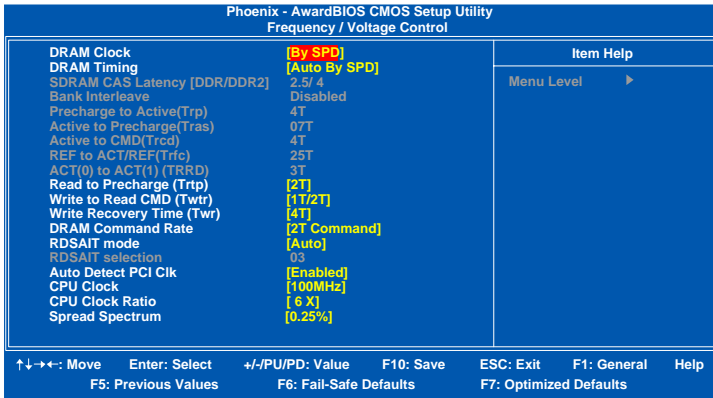 Phoenix - AwardBIOS CMOS Setup Utility
Frequency / Voltage Control
DRAM Clock [By SPD]
DRAM Timing [Auto By SPD]
SDRAM CAS Latency [DDR/DDR2] 2.5/ 4
Bank Interleave Disabled
Precharge to Active(Trp) 4T
Active to Precharge(Tras) 07T
Active to CMD(Trcd) 4T
REF to ACT/REF(Trfc) 25T
ACT(0) to ACT(1) (TRRD) 3T
Read to Precharge (Trtp) [2T]
Write to Read CMD (Twtr) [1T/2T]
Write Recovery Time (Twr) [4T]
DRAM Command Rate [2T Command]
RDSAIT mode [Auto]
RDSAIT selection 03
Auto Detect PCI Clk [Enabled]
CPU Clock [100MHz]
CPU Clock Ratio [ 6 X]
Spread Spectrum [0.25%]
Item Help
Menu Level ▶
↑↓→←: Move Enter: Select +/-/PU/PD: Value F10: Save ESC: Exit F1: General Help
F5: Previous Values F6: Fail-Safe Defaults F7: Optimized Defaults